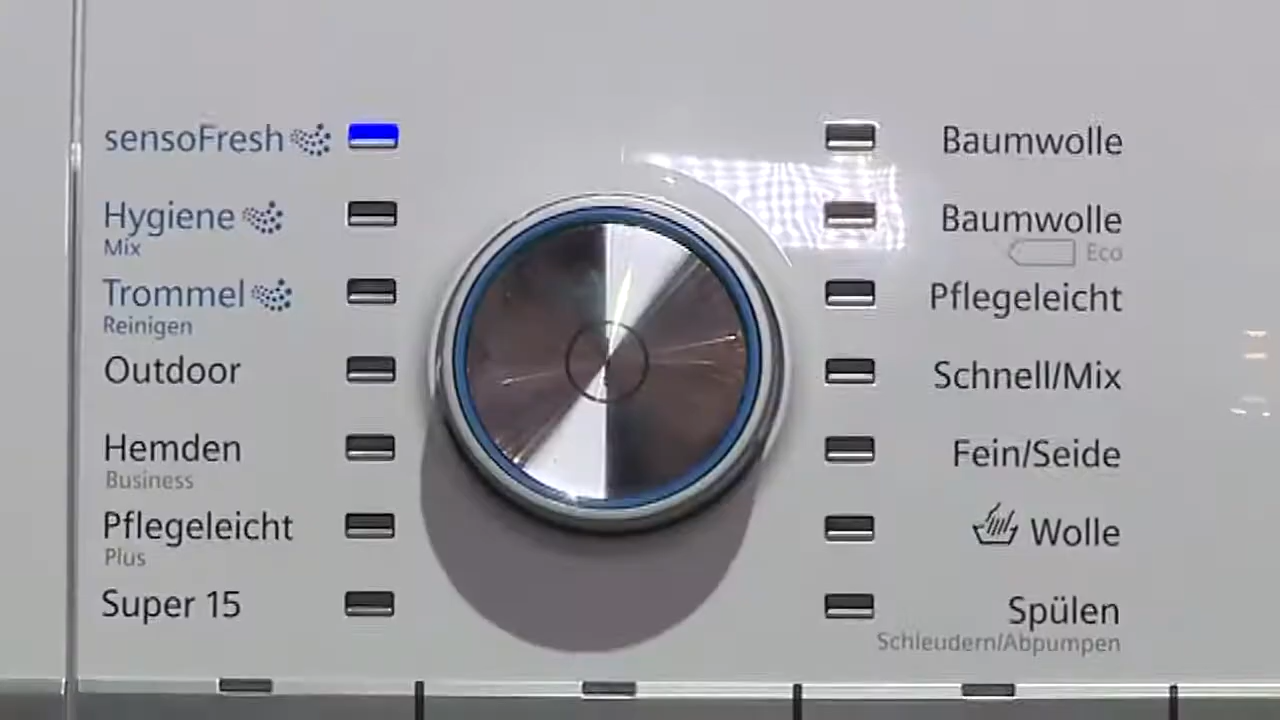 sensoFresh
Hygiene
Mix
Trommel
Reinigen
Outdoor
Hemden
Business
Pflegeleicht
Plus
Super 15
Baumwolle
Baumwolle
Eco
Pflegeleicht
Schnell/Mix
Fein/Seide
Wolle
Spülen
Schleudern/Abpumpen